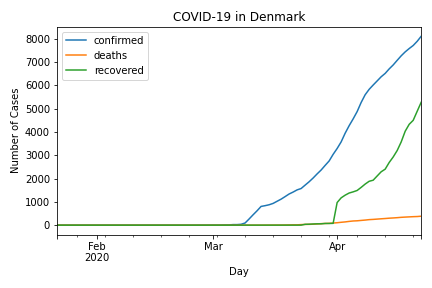 COVID-19 in Denmark
confirmed
deaths
recovered
Number of Cases
8000
7000
6000
5000
4000
3000
2000
1000
0
Feb Mar Apr
2020
Day